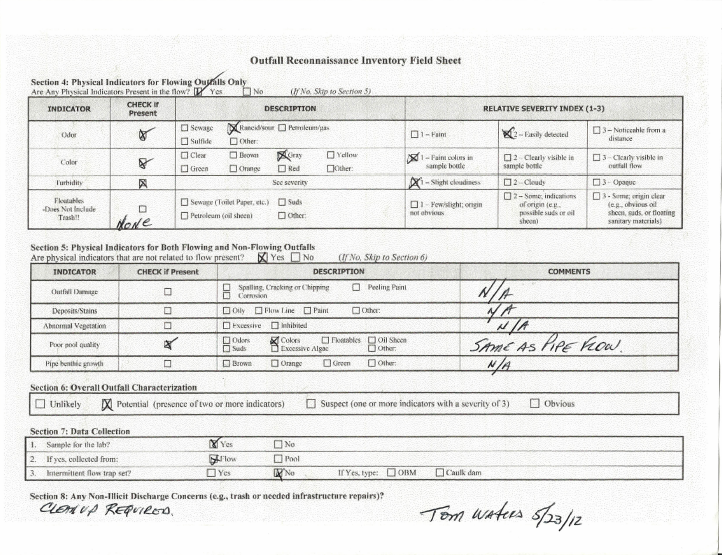 Outfall Reconnaissance Inventory Field Sheet
Section 4: Physical Indicators for Flowing Outfalls Only
Are Any Physical Indicators Present in the flow? ☒ Yes ☐ No (If No, Skip to Section 5)
INDICATOR CHECK if Present DESCRIPTION RELATIVE SEVERITY INDEX (1-3)
Odor ☒ ☐ Sewage ☒ Rancid/sour ☐ Petroleum/gas
☐ Sulfide ☐ Other:
☐ 1 – Faint ☒ 2 – Easily detected ☐ 3 – Noticeable from a
distance
Color ☒ ☐ Clear ☐ Brown ☒ Gray ☐ Yellow
☐ Green ☐ Orange ☐ Red ☐ Other:
☒ 1 – Faint colors in
sample bottle
☐ 2 – Clearly visible in
sample bottle
☐ 3 – Clearly visible in
outfall flow
Turbidity ☒ See severity ☒ 1 – Slight cloudiness ☐ 2 – Cloudy ☐ 3 – Opaque
Floatables
-Does Not Include
Trash!!
☐
NONE
☐ Sewage (Toilet Paper, etc.) ☐ Suds
☐ Petroleum (oil sheen) ☐ Other:
☐ 1 – Few/slight; origin
not obvious
☐ 2 – Some; indications
of origin (e.g.,
possible suds or oil
sheen)
☐ 3 - Some; origin clear
(e.g., obvious oil
sheen, suds, or floating
sanitary materials)
Section 5: Physical Indicators for Both Flowing and Non-Flowing Outfalls
Are physical indicators that are not related to flow present? ☒ Yes ☐ No (If No, Skip to Section 6)
INDICATOR CHECK if Present DESCRIPTION COMMENTS
Outfall Damage ☐ ☐ Spalling, Cracking or Chipping ☐ Peeling Paint
☐ Corrosion
N/A
Deposits/Stains ☐ ☐ Oily ☐ Flow Line ☐ Paint ☐ Other: N/A
Abnormal Vegetation ☐ ☐ Excessive ☐ Inhibited N/A
Poor pool quality ☒ ☐ Odors ☒ Colors ☐ Floatables ☐ Oil Sheen
☐ Suds ☐ Excessive Algae ☐ Other:
SAME AS PIPE FLOW.
Pipe benthic growth ☐ ☐ Brown ☐ Orange ☐ Green ☐ Other: N/A
Section 6: Overall Outfall Characterization
☐ Unlikely ☒ Potential (presence of two or more indicators) ☐ Suspect (one or more indicators with a severity of 3) ☐ Obvious
Section 7: Data Collection
1. Sample for the lab? ☒ Yes ☐ No
2. If yes, collected from: ☒ Flow ☐ Pool
3. Intermittent flow trap set? ☐ Yes ☒ No If Yes, type: ☐ OBM ☐ Caulk dam
Section 8: Any Non-Illicit Discharge Concerns (e.g., trash or needed infrastructure repairs)?
CLEAN UP REQUIRED.
Tom Waters 5/23/12